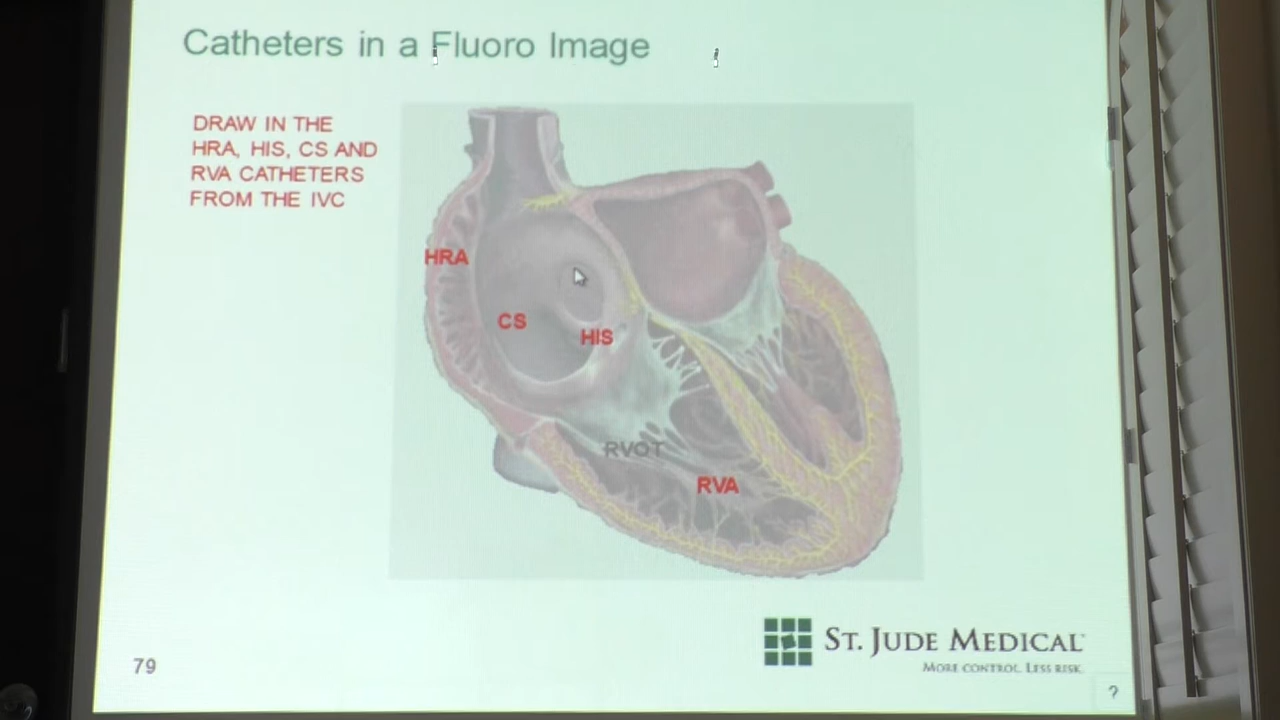 Catheters in a Fluoro Image
DRAW IN THE
HRA, HIS, CS AND
RVA CATHETERS
FROM THE IVC
HRA
CS
HIS
RVOT
RVA
ST. JUDE MEDICAL
MORE CONTROL. LESS RISK.
79
?